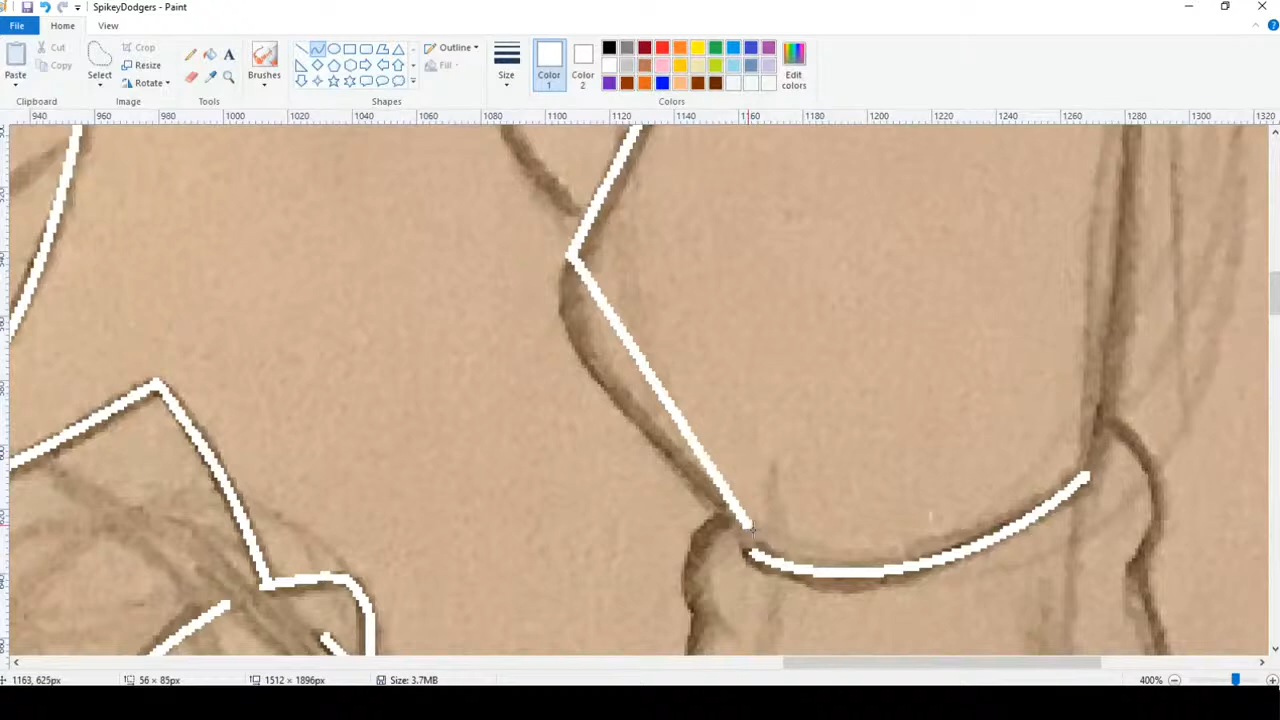 SpikeyDodgers - Paint
File Home View
Paste
Cut
Copy
Clipboard
Select
Crop
Resize
Rotate
Image
A
Tools
Brushes
Outline
Fill
Shapes
Size
Color 1
Color 2
Edit colors
Colors
940 960 980 1000 1020 1040 1060 1080 1100 1120 1140 1160 1180 1200 1220 1240 1260 1280 1300 1320
1163, 625px 56 × 85px 1512 × 1896px Size: 3.7MB 400%